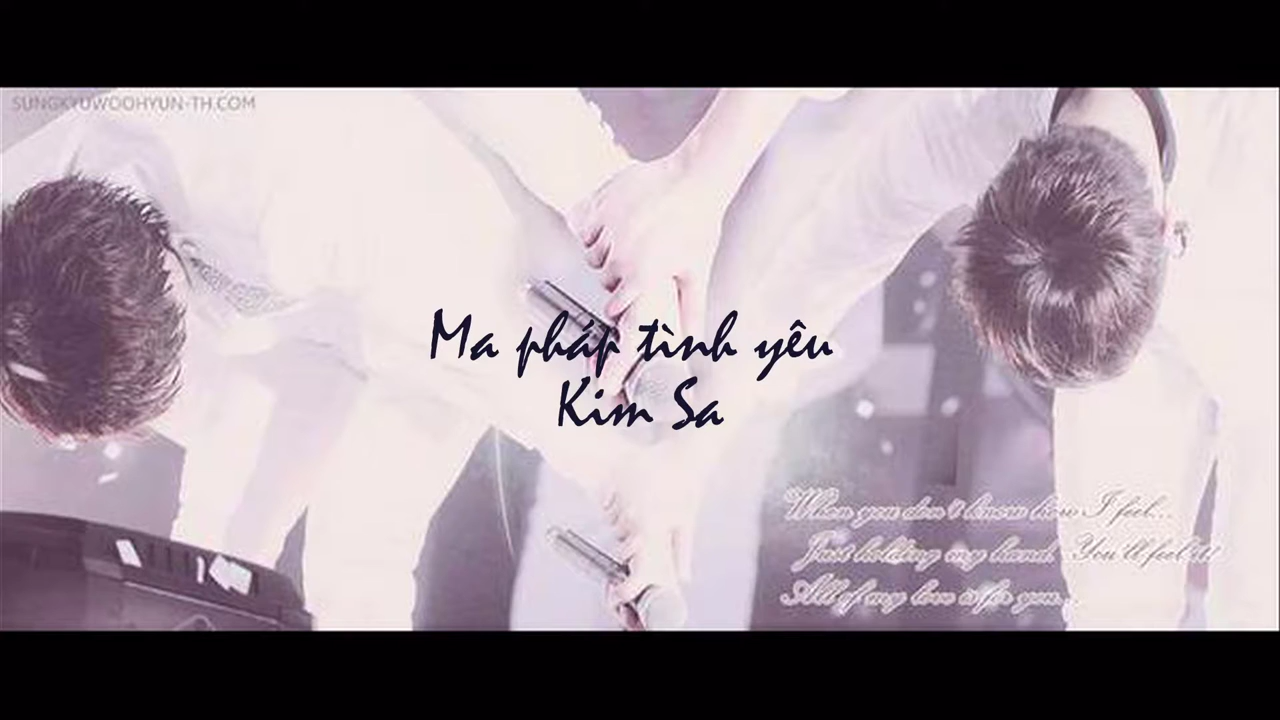 SUNGKYUWOOHYUN-TH.COM
Ma pháp tình yêu
Kim Sa
When you don't know how I feel...
Just holding my hand. You'll feel it!
All of my love is for you...